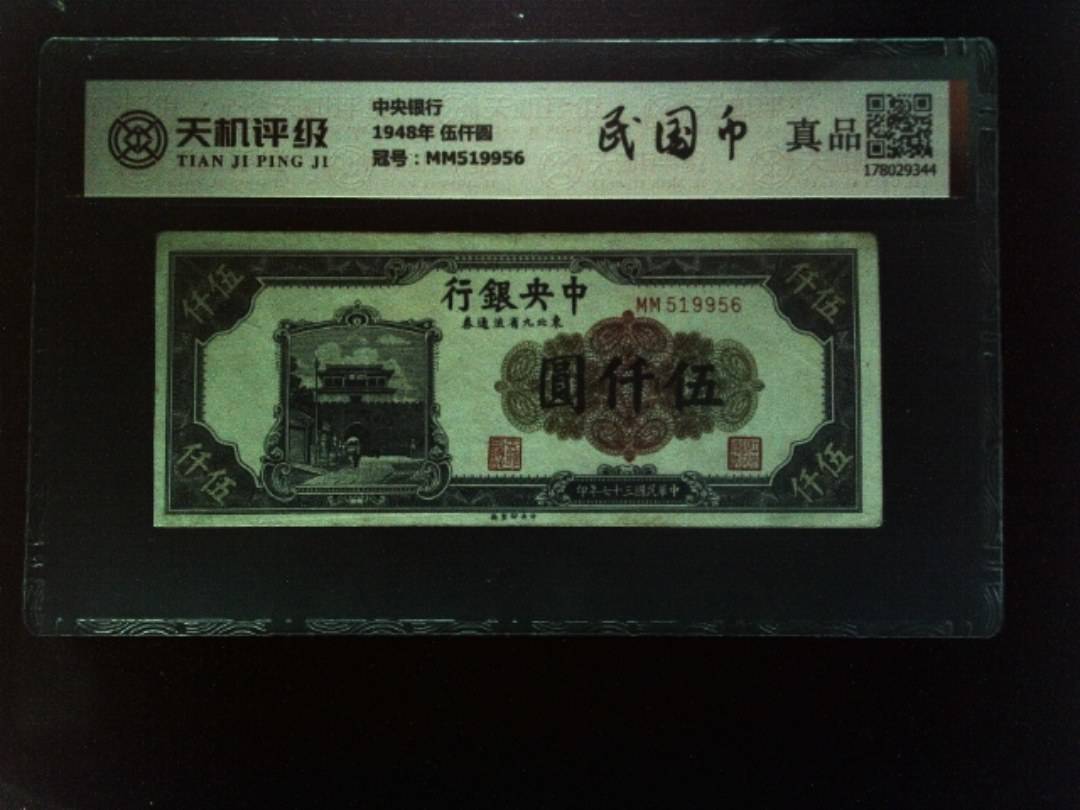 天机评级
TIAN JI PING JI
中央银行
1948年 伍仟圆
冠号：MM519956
民国币
真品
178029344
仟伍
仟伍
行銀央中
MM519956
券通流省九北東
圓仟伍
仟伍
仟伍
印年七十三國民華中